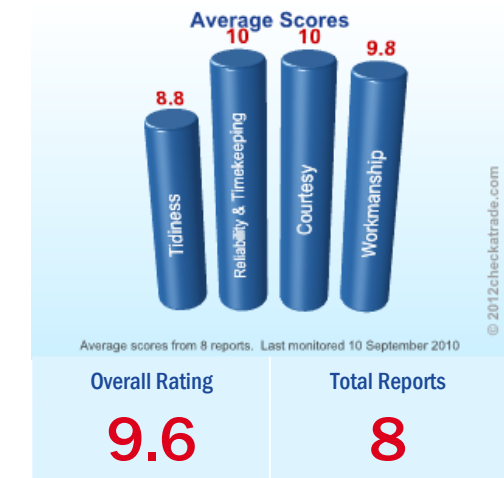 Average Scores
10
10
9.8
8.8
Tidiness
Reliability & Timekeeping
Courtesy
Workmanship
© 2012checkatrade.com
Average scores from 8 reports. Last monitored 10 September 2010
Overall Rating
Total Reports
9.6
8